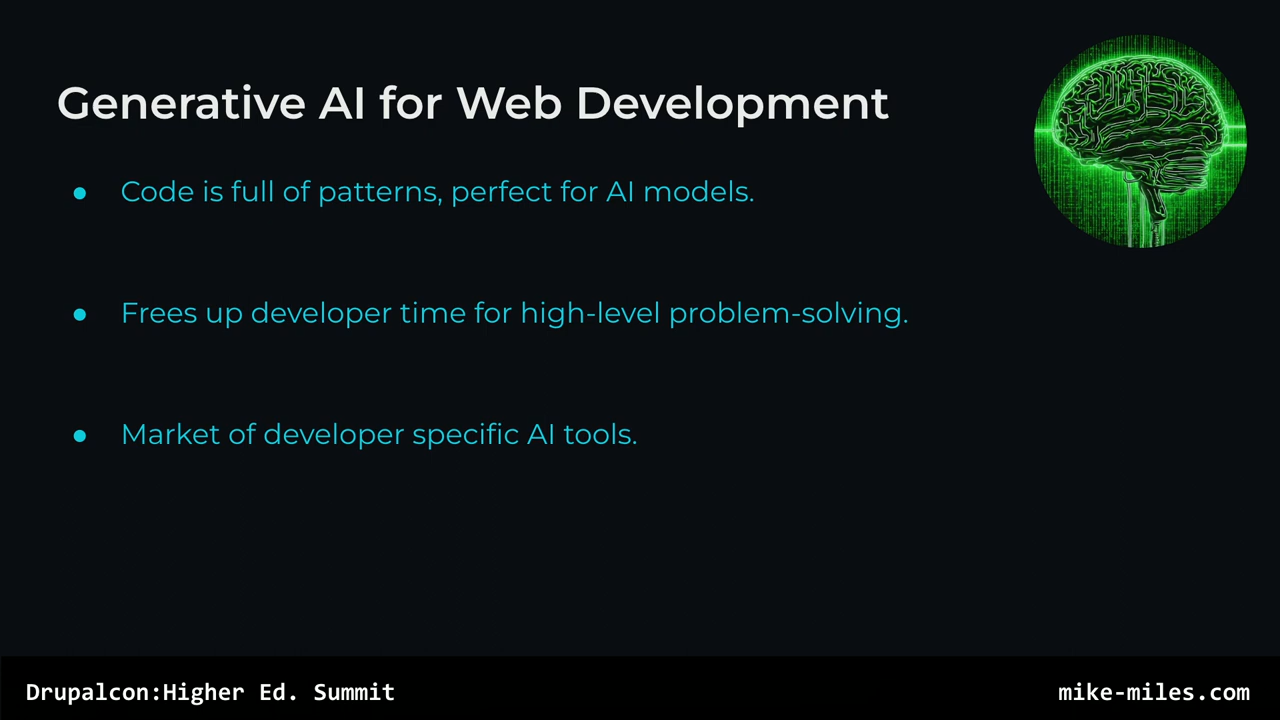 Generative AI for Web Development
● Code is full of patterns, perfect for AI models.
● Frees up developer time for high-level problem-solving.
● Market of developer specific AI tools.
Drupalcon:Higher Ed. Summit
mike-miles.com